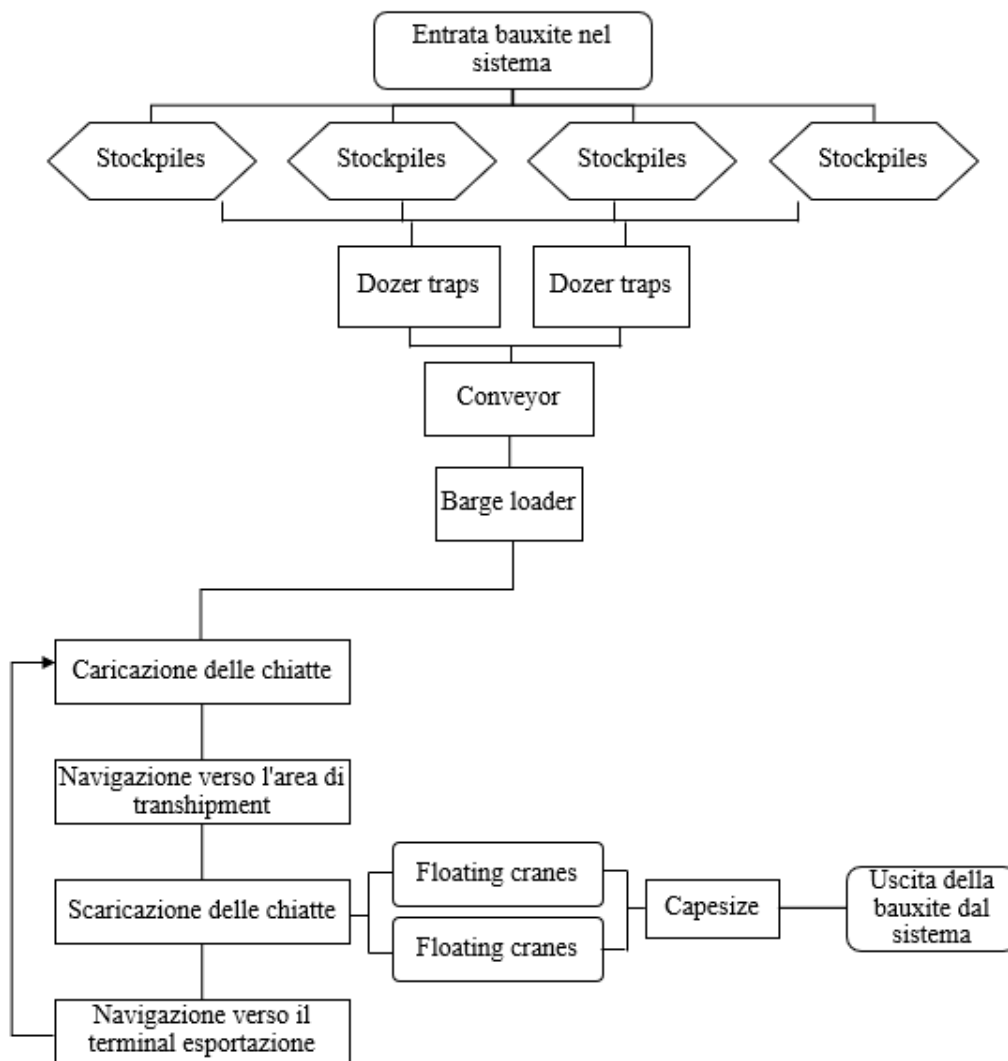 Entrata bauxite nel
sistema
Stockpiles
Stockpiles
Stockpiles
Stockpiles
Dozer traps
Dozer traps
Conveyor
Barge loader
Caricazione delle chiatte
Navigazione verso l'area di
transhipment
Scaricazione delle chiatte
Floating cranes
Floating cranes
Capesize
Uscita della
bauxite dal
sistema
Navigazione verso il
terminal esportazione